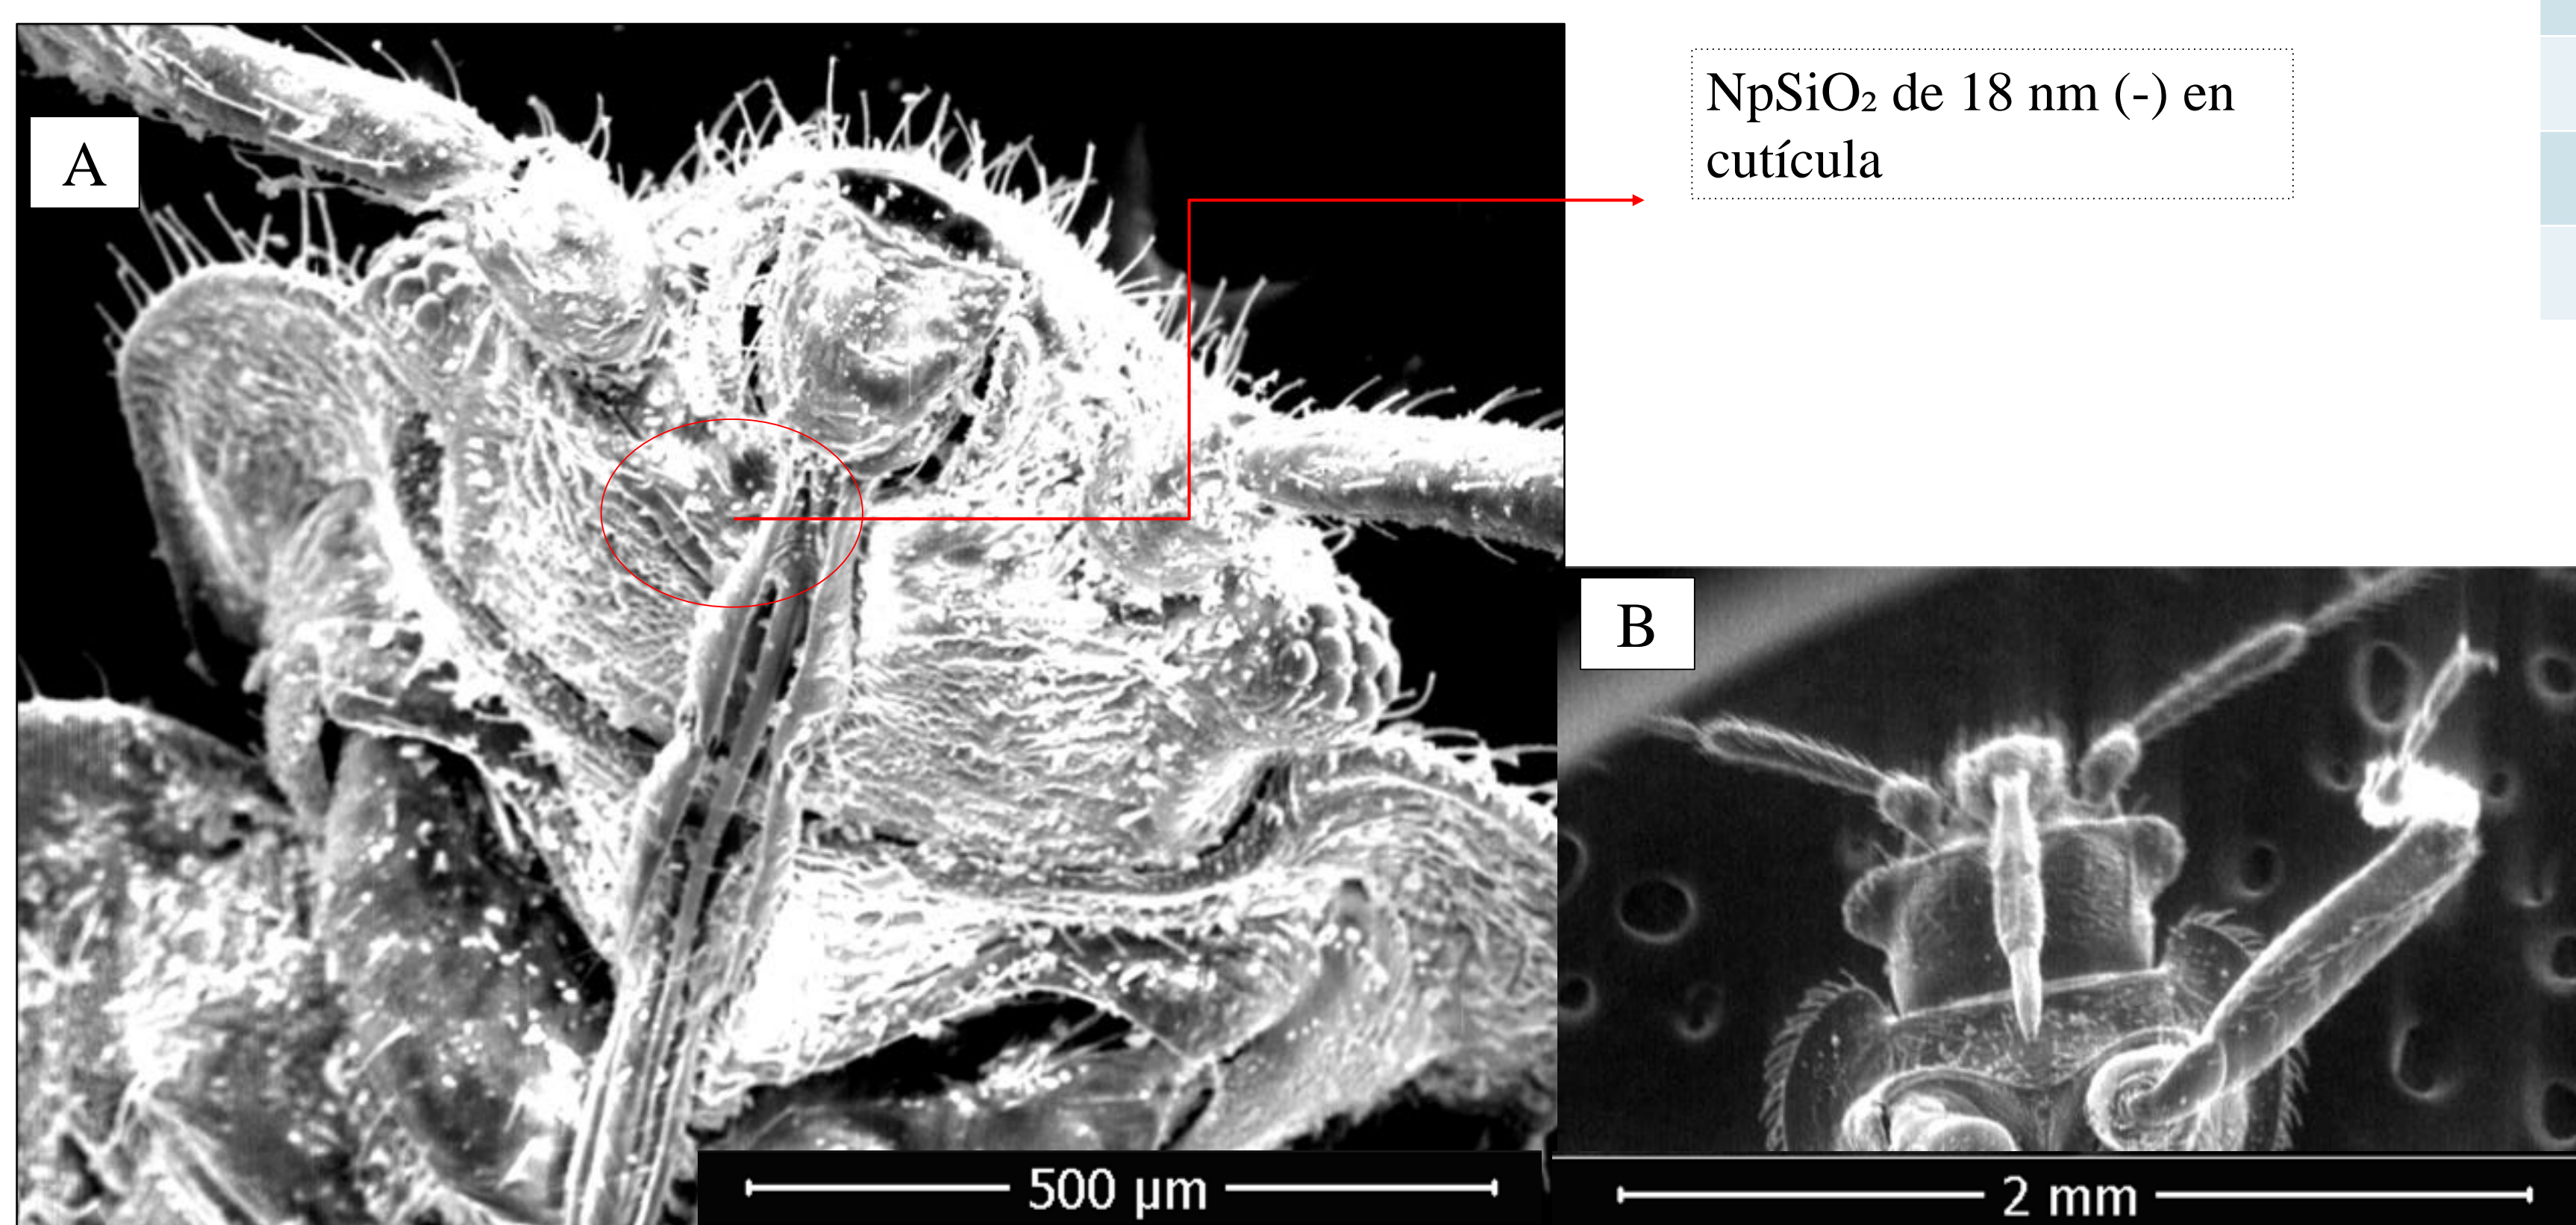 A
NpSiO₂ de 18 nm (-) en
cutícula
B
500 µm
2 mm